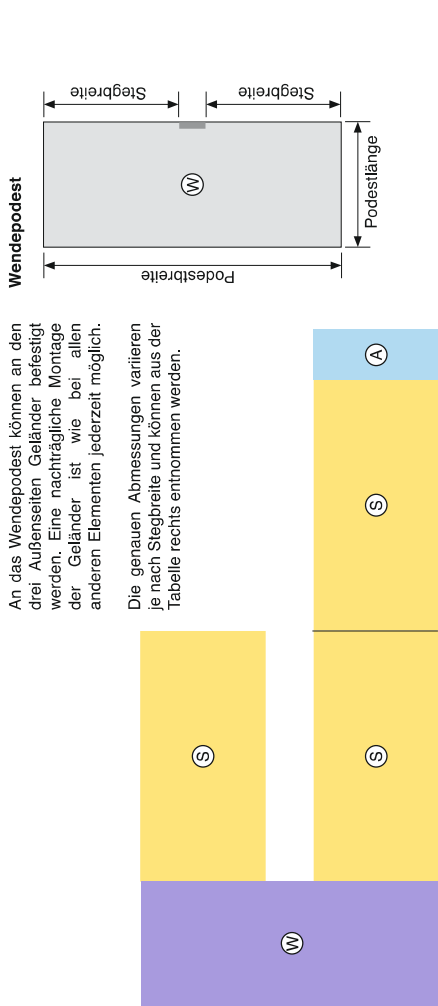 An das Wendepodest können an den
drei Außenseiten Geländer befestigt
werden. Eine nachträgliche Montage
der Geländer ist wie bei allen
anderen Elementen jederzeit möglich.
Die genauen Abmessungen variieren
je nach Stegbreite und können aus der
Tabelle rechts entnommen werden.
Wendepodest
Stegbreite
Stegbreite
W
Podestbreite
Podestlänge
A
S
S
S
W